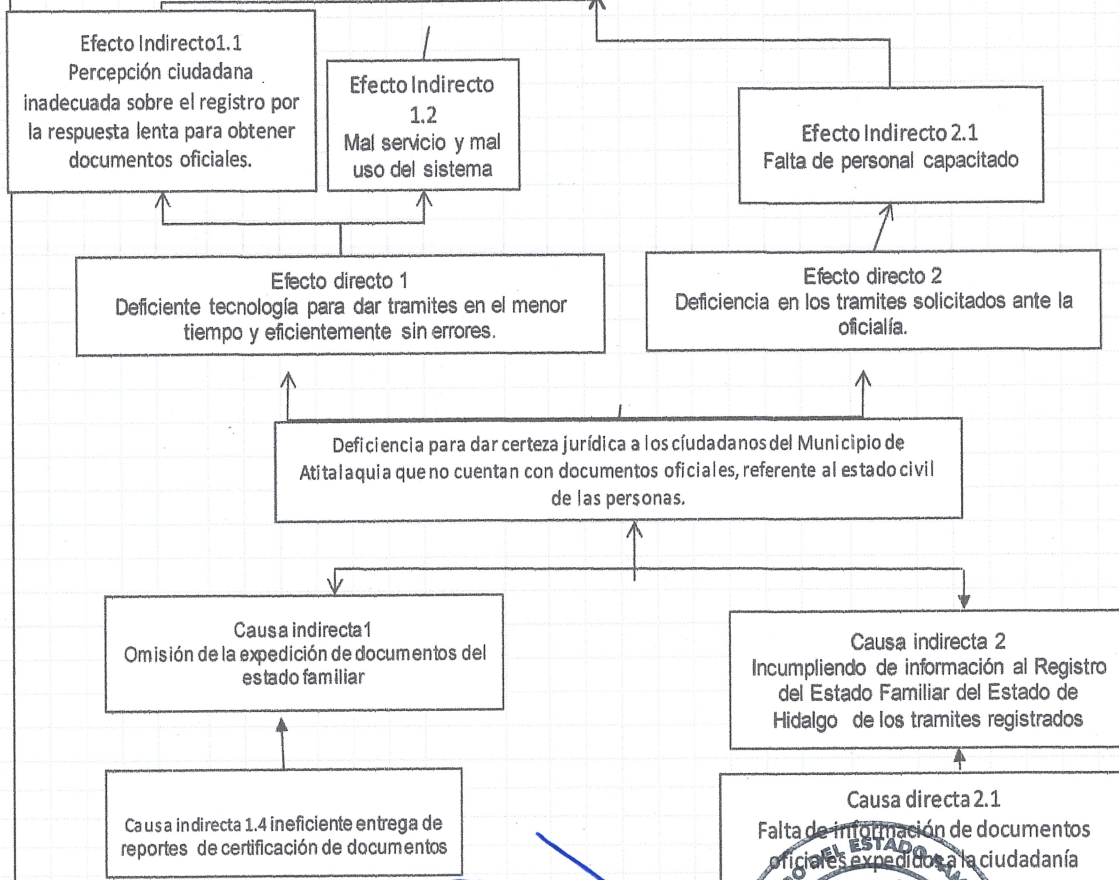 Efecto Indirecto1.1
Percepción ciudadana
inadecuada sobre el registro por
la respuesta lenta para obtener
documentos oficiales.
Efecto Indirecto
1.2
Mal servicio y mal
uso del sistema
Efecto Indirecto 2.1
Falta de personal capacitado
Efecto directo 1
Deficiente tecnología para dar tramites en el menor
tiempo y eficientemente sin errores.
Efecto directo 2
Deficiencia en los tramites solicitados ante la
oficialía.
Deficiencia para dar certeza jurídica a los ciudadanos del Municipio de
Atitalaquia que no cuentan con documentos oficiales, referente al estado civil
de las personas.
Causa indirecta1
Omisión de la expedición de documentos del
estado familiar
Causa indirecta 2
Incumpliendo de información al Registro
del Estado Familiar del Estado de
Hidalgo de los tramites registrados
Causa indirecta 1.4 ineficiente entrega de
reportes de certificación de documentos
Causa directa 2.1
Falta de información de documentos
oficiales expedidos a la ciudadanía
DEL ESTADO